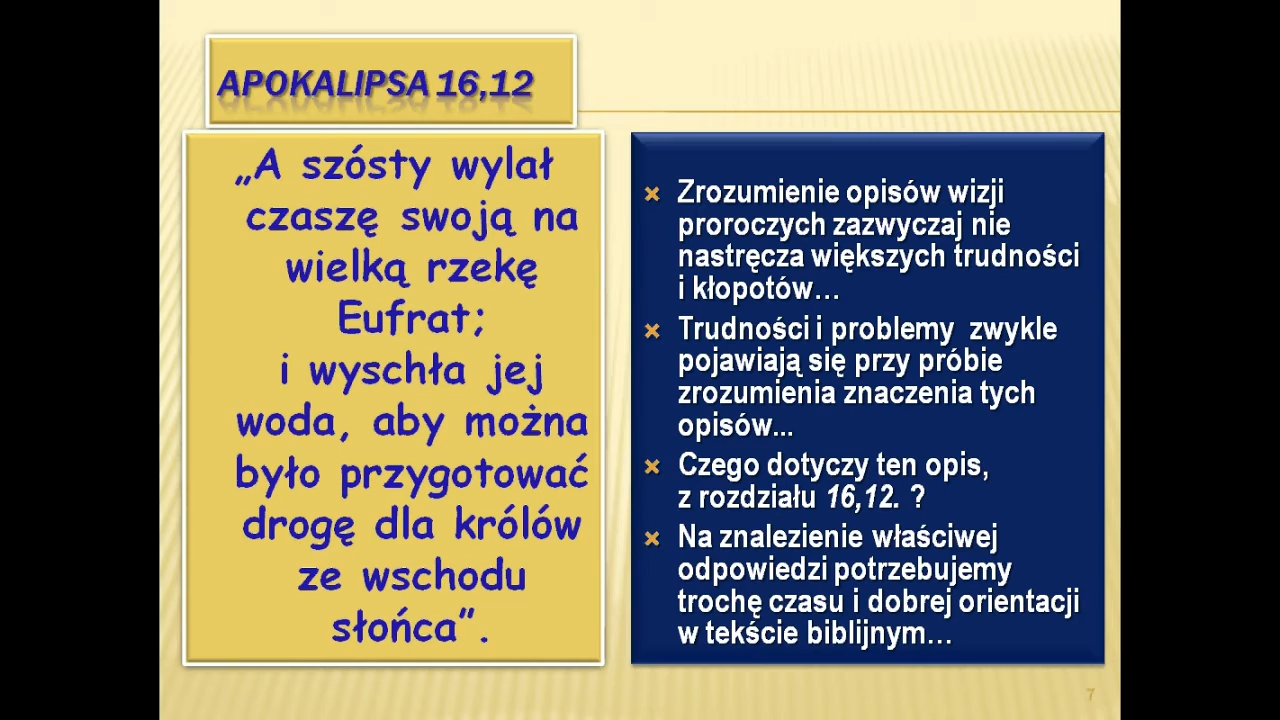 APOKALIPSA 16,12
„A szósty wylał
czaszę swoją na
wielką rzekę
Eufrat;
i wyschła jej
woda, aby można
było przygotować
drogę dla królów
ze wschodu
słońca”.
Zrozumienie opisów wizji
proroczych zazwyczaj nie
nastręcza większych trudności
i kłopotów…
Trudności i problemy zwykle
pojawiają się przy próbie
zrozumienia znaczenia tych
opisów...
Czego dotyczy ten opis,
z rozdziału 16,12. ?
Na znalezienie właściwej
odpowiedzi potrzebujemy
trochę czasu i dobrej orientacji
w tekście biblijnym…
7